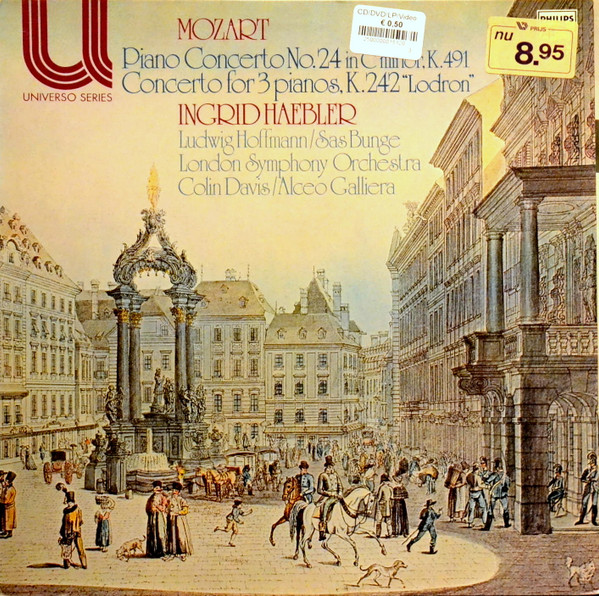 MOZART
CD/DVD/LP/Video
€ 0,50
PRIJS
nu
8.95
PHILIPS
Piano Concerto No. 24 in C minor, K.491
Concerto for 3 pianos, K.242 "Lodron"
UNIVERSO SERIES
INGRID HAEBLER
Ludwig Hoffmann/Sas Bunge
London Symphony Orchestra
Colin Davis/Alceo Galliera